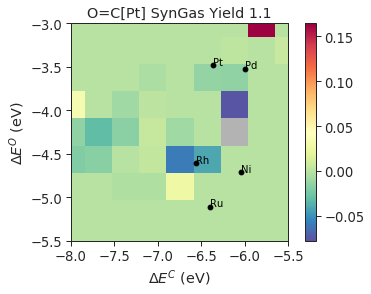 O=C[Pt] SynGas Yield 1.1
−3.0
−3.5
−4.0
−4.5
−5.0
−5.5
ΔE^O (eV)
Pt
Pd
Rh
Ni
Ru
−8.0 −7.5 −7.0 −6.5 −6.0 −5.5
ΔE^C (eV)
0.15
0.10
0.05
0.00
−0.05